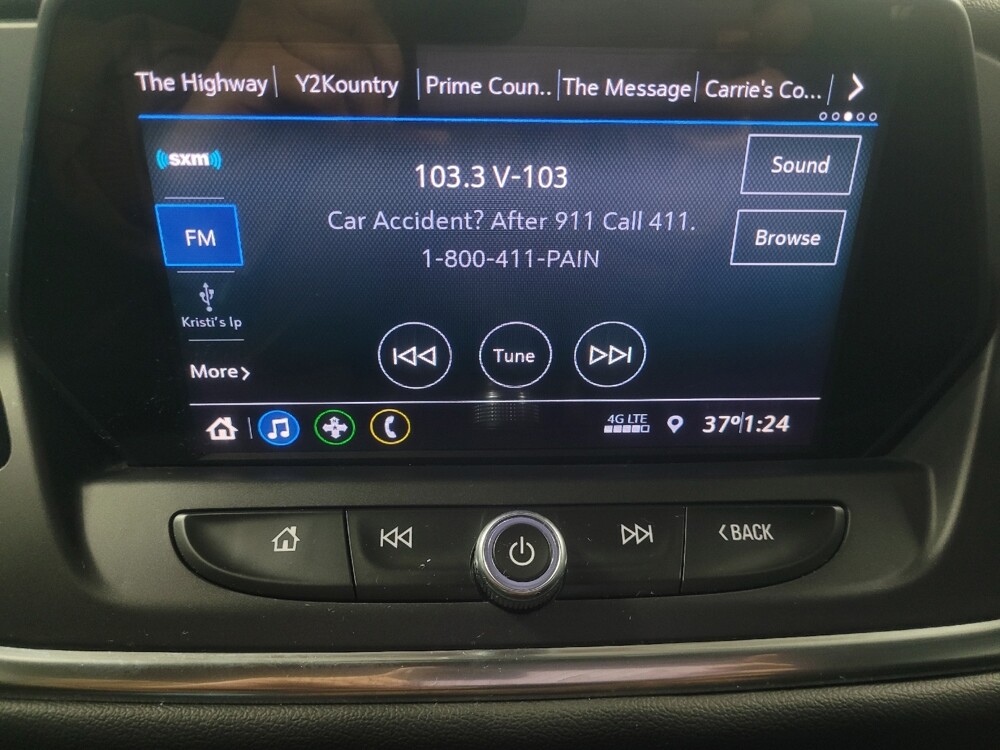 The Highway Y2Kountry Prime Coun.. The Message Carrie's Co...
sxm
Sound
103.3 V-103
Car Accident? After 911 Call 411.
1-800-411-PAIN
FM
Browse
Kristi's Ip
More
Tune
4G LTE
37° 1:24
BACK